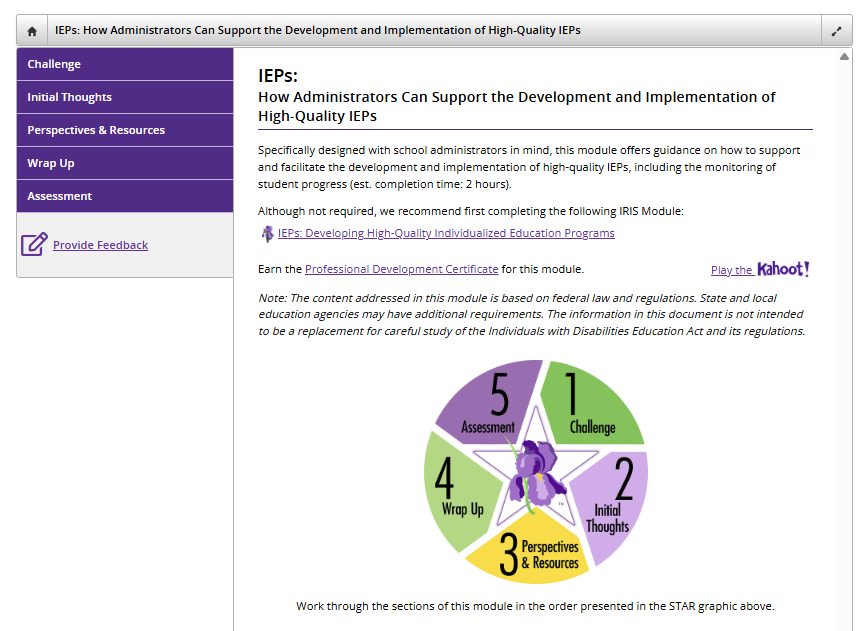 IEPs: How Administrators Can Support the Development and Implementation of High-Quality IEPs
Challenge
Initial Thoughts
Perspectives & Resources
Wrap Up
Assessment
Provide Feedback
IEPs:
How Administrators Can Support the Development and Implementation of
High-Quality IEPs
Specifically designed with school administrators in mind, this module offers guidance on how to support
and facilitate the development and implementation of high-quality IEPs, including the monitoring of
student progress (est. completion time: 2 hours).
Although not required, we recommend first completing the following IRIS Module:
IEPs: Developing High-Quality Individualized Education Programs
Earn the Professional Development Certificate for this module.
Play the Kahoot!
Note: The content addressed in this module is based on federal law and regulations. State and local
education agencies may have additional requirements. The information in this document is not intended
to be a replacement for careful study of the Individuals with Disabilities Education Act and its regulations.
1
Challenge
2
Initial
Thoughts
3
Perspectives
& Resources
4
Wrap Up
5
Assessment
TM
Work through the sections of this module in the order presented in the STAR graphic above.